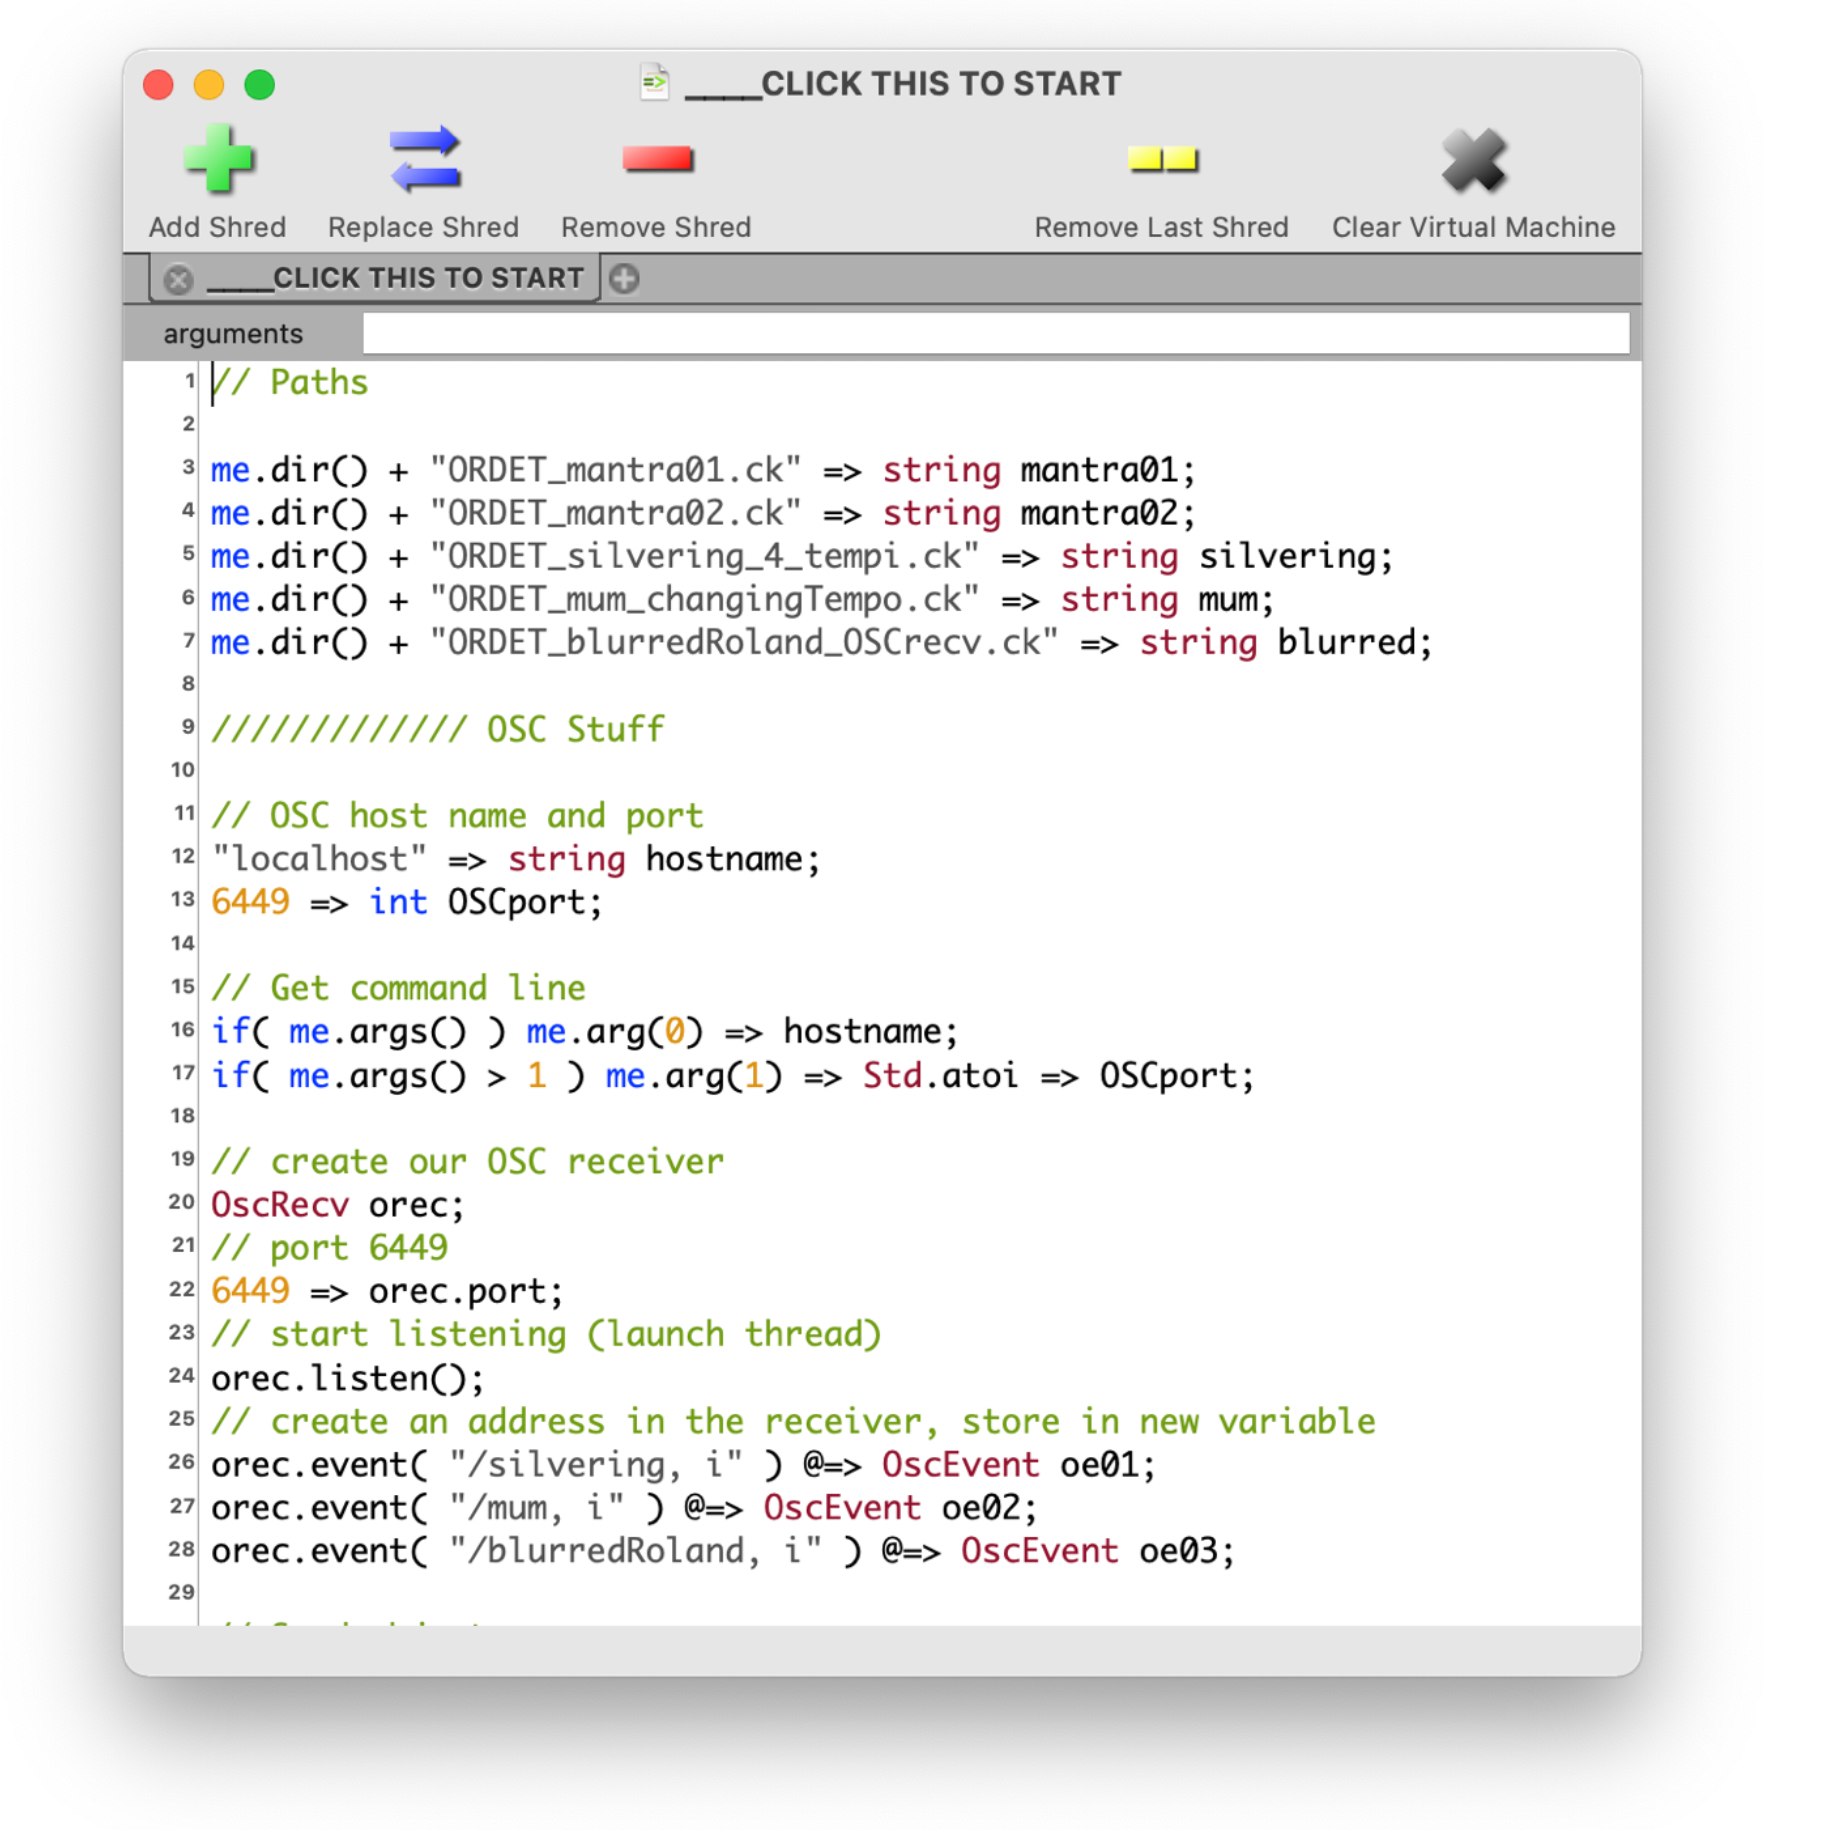 ____CLICK THIS TO START
Add Shred Replace Shred Remove Shred Remove Last Shred Clear Virtual Machine
____CLICK THIS TO START
arguments
1 // Paths
2
3 me.dir() + "ORDET_mantra01.ck" => string mantra01;
4 me.dir() + "ORDET_mantra02.ck" => string mantra02;
5 me.dir() + "ORDET_silvering_4_tempi.ck" => string silvering;
6 me.dir() + "ORDET_mum_changingTempo.ck" => string mum;
7 me.dir() + "ORDET_blurredRoland_OSCrecv.ck" => string blurred;
8
9 ///////////// OSC Stuff
10
11 // OSC host name and port
12 "localhost" => string hostname;
13 6449 => int OSCport;
14
15 // Get command line
16 if( me.args() ) me.arg(0) => hostname;
17 if( me.args() > 1 ) me.arg(1) => Std.atoi => OSCport;
18
19 // create our OSC receiver
20 OscRecv orec;
21 // port 6449
22 6449 => orec.port;
23 // start listening (launch thread)
24 orec.listen();
25 // create an address in the receiver, store in new variable
26 orec.event( "/silvering, i" ) @=> OscEvent oe01;
27 orec.event( "/mum, i" ) @=> OscEvent oe02;
28 orec.event( "/blurredRoland, i" ) @=> OscEvent oe03;
29